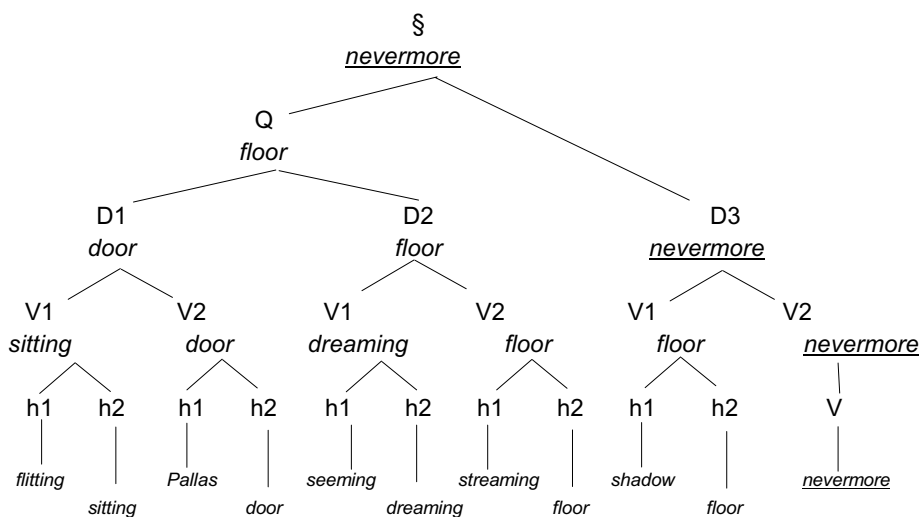 §
nevermore
Q
floor
D1 D2 D3
door floor nevermore
V1 V2 V1 V2 V1 V2
sitting door dreaming floor floor nevermore
h1 h2 h1 h2 h1 h2 h1 h2 h1 h2 V
flitting Pallas seeming streaming shadow nevermore
sitting door dreaming floor floor